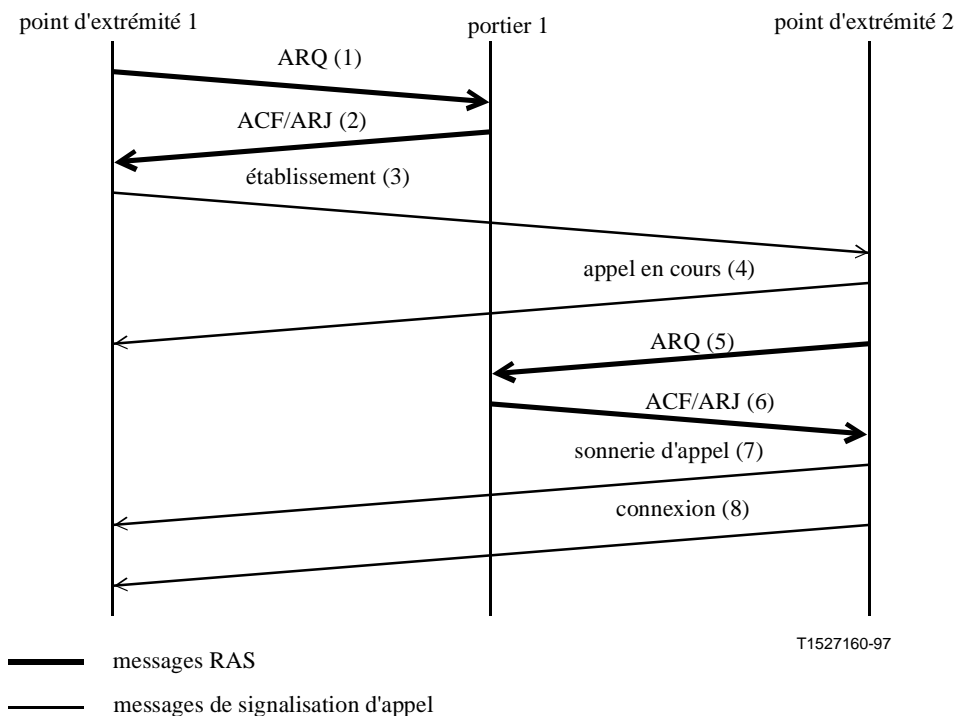 point d'extrémité 1
portier 1
point d'extrémité 2
ARQ (1)
ACF/ARJ (2)
établissement (3)
appel en cours (4)
ARQ (5)
ACF/ARJ (6)
sonnerie d'appel (7)
connexion (8)
T1527160-97
messages RAS
messages de signalisation d'appel